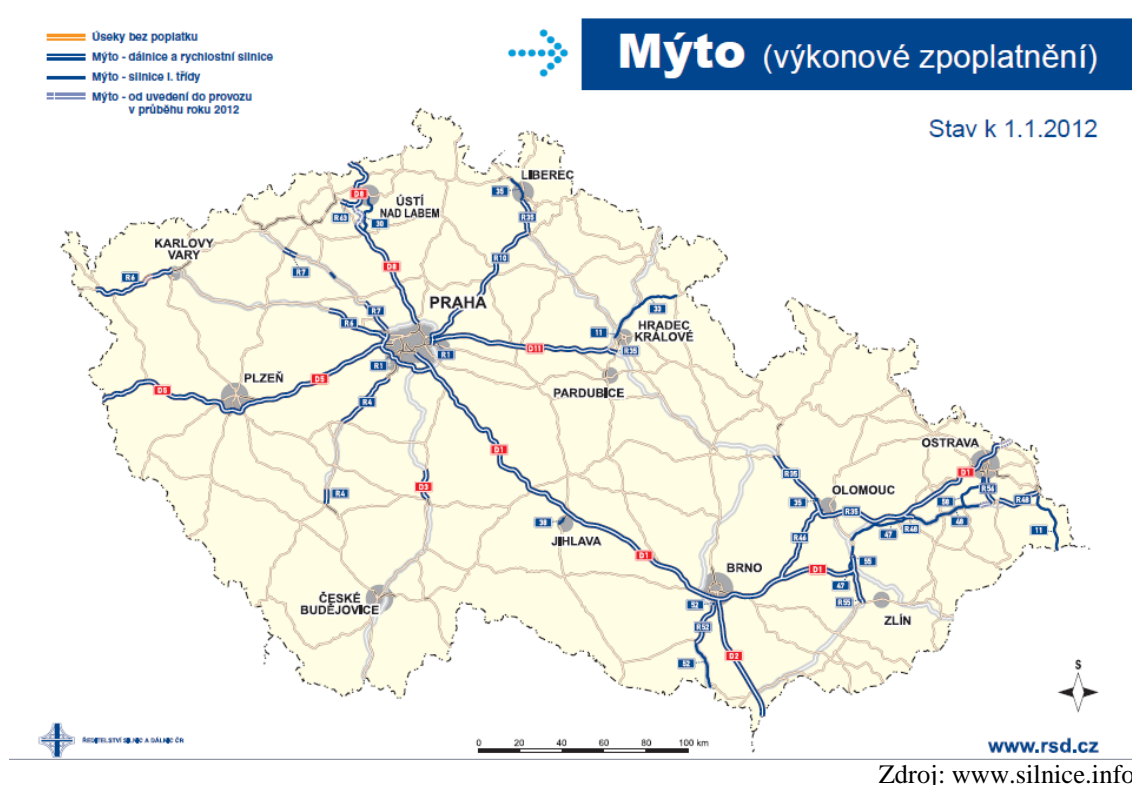 Úseky bez poplatku
Mýto - dálnice a rychlostní silnice
Mýto - silnice I. třídy
Mýto - od uvedení do provozu
v průběhu roku 2012
Mýto (výkonové zpoplatnění)
Stav k 1.1.2012
LIBEREC
35
D8
ÚSTÍ
NAD LABEM
R63
30
R35
KARLOVY
VARY
R6
R7
D8
R10
PRAHA
R7
R6
33
11
HRADEC
KRÁLOVÉ
D11
R35
R1
R1
PLZEŇ
D5
D5
PARDUBICE
R4
D1
OSTRAVA
R35
D1
D3
R4
OLOMOUC
35
R35
58
R48
48
R48
47
11
38
JIHLAVA
R46
D1
BRNO
D1
55
47
ČESKÉ
BUDĚJOVICE
52
R55
ZLÍN
R52
D2
52
S
ŘEDITELSTVÍ SILNIC A DÁLNIC ČR
0 20 40 60 80 100 km
www.rsd.cz
Zdroj: www.silnice.info